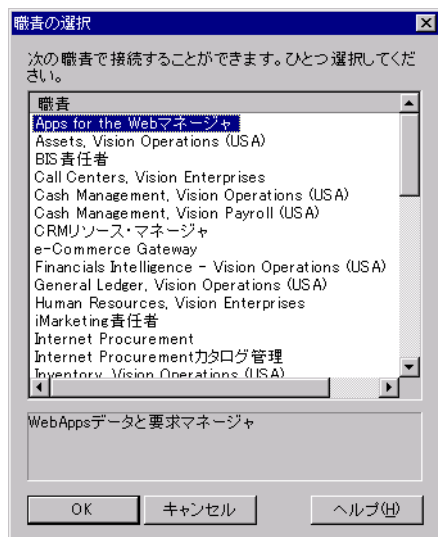 職責の選択
次の職責で接続することができます。ひとつ選択してくだ
さい。
職責
Apps for the Webマネージャ
Assets, Vision Operations (USA)
BIS責任者
Call Centers, Vision Enterprises
Cash Management, Vision Operations (USA)
Cash Management, Vision Payroll (USA)
CRMリソース・マネージャ
e-Commerce Gateway
Financials Intelligence - Vision Operations (USA)
General Ledger, Vision Operations (USA)
Human Resources, Vision Enterprises
iMarketing責任者
Internet Procurement
Internet Procurementカタログ管理
Inventory, Vision Operations (USA)
WebAppsデータと要求マネージャ
OK キャンセル ヘルプ(H)